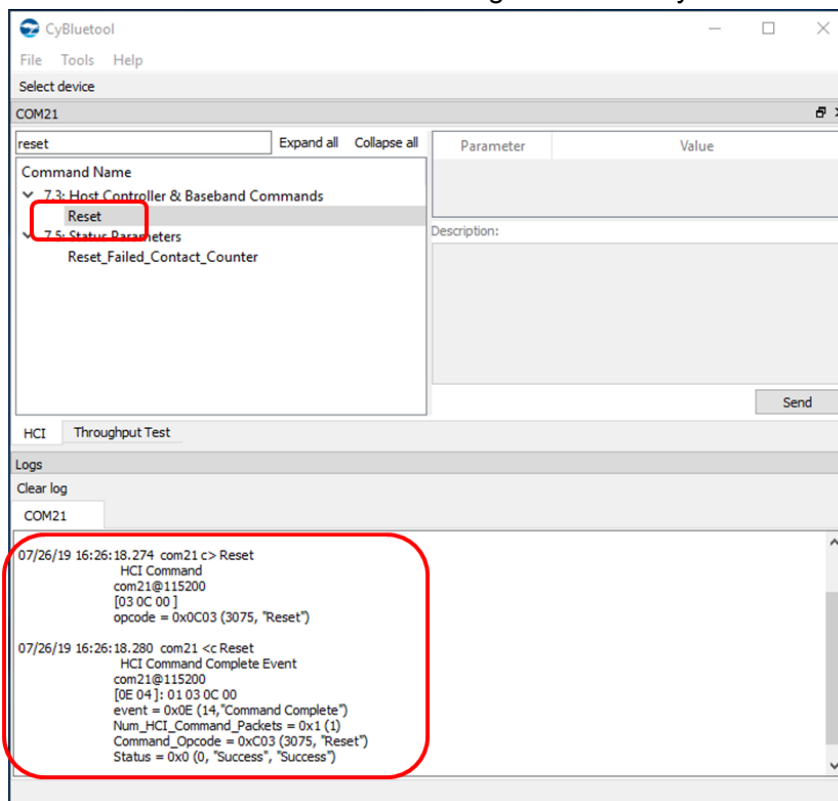 CyBluetool
File Tools Help
Select device
COM21
reset Expand all Collapse all
Command Name
7.3: Host Controller & Baseband Commands
Reset
7.5: Status Parameters
Reset_Failed_Contact_Counter
Parameter Value
Description:
Send
HCI Throughput Test
Logs
Clear log
COM21
07/26/19 16:26:18.274 com21 c> Reset
HCI Command
com21@115200
[03 0C 00 ]
opcode = 0x0C03 (3075, "Reset")
07/26/19 16:26:18.280 com21 <c Reset
HCI Command Complete Event
com21@115200
[0E 04 ]: 01 03 0C 00
event = 0x0E (14,"Command Complete")
Num_HCI_Command_Packets = 0x1 (1)
Command_Opcode = 0xC03 (3075, "Reset")
Status = 0x0 (0, "Success", "Success")